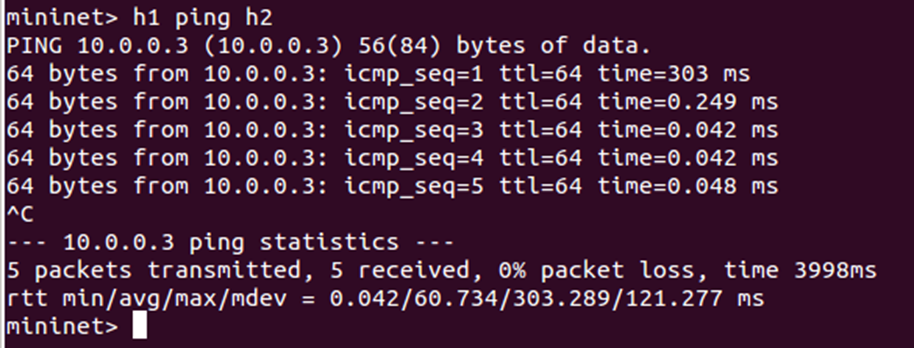 mininet> h1 ping h2
PING 10.0.0.3 (10.0.0.3) 56(84) bytes of data.
64 bytes from 10.0.0.3: icmp_seq=1 ttl=64 time=303 ms
64 bytes from 10.0.0.3: icmp_seq=2 ttl=64 time=0.249 ms
64 bytes from 10.0.0.3: icmp_seq=3 ttl=64 time=0.042 ms
64 bytes from 10.0.0.3: icmp_seq=4 ttl=64 time=0.042 ms
64 bytes from 10.0.0.3: icmp_seq=5 ttl=64 time=0.048 ms
^C
--- 10.0.0.3 ping statistics ---
5 packets transmitted, 5 received, 0% packet loss, time 3998ms
rtt min/avg/max/mdev = 0.042/60.734/303.289/121.277 ms
mininet>